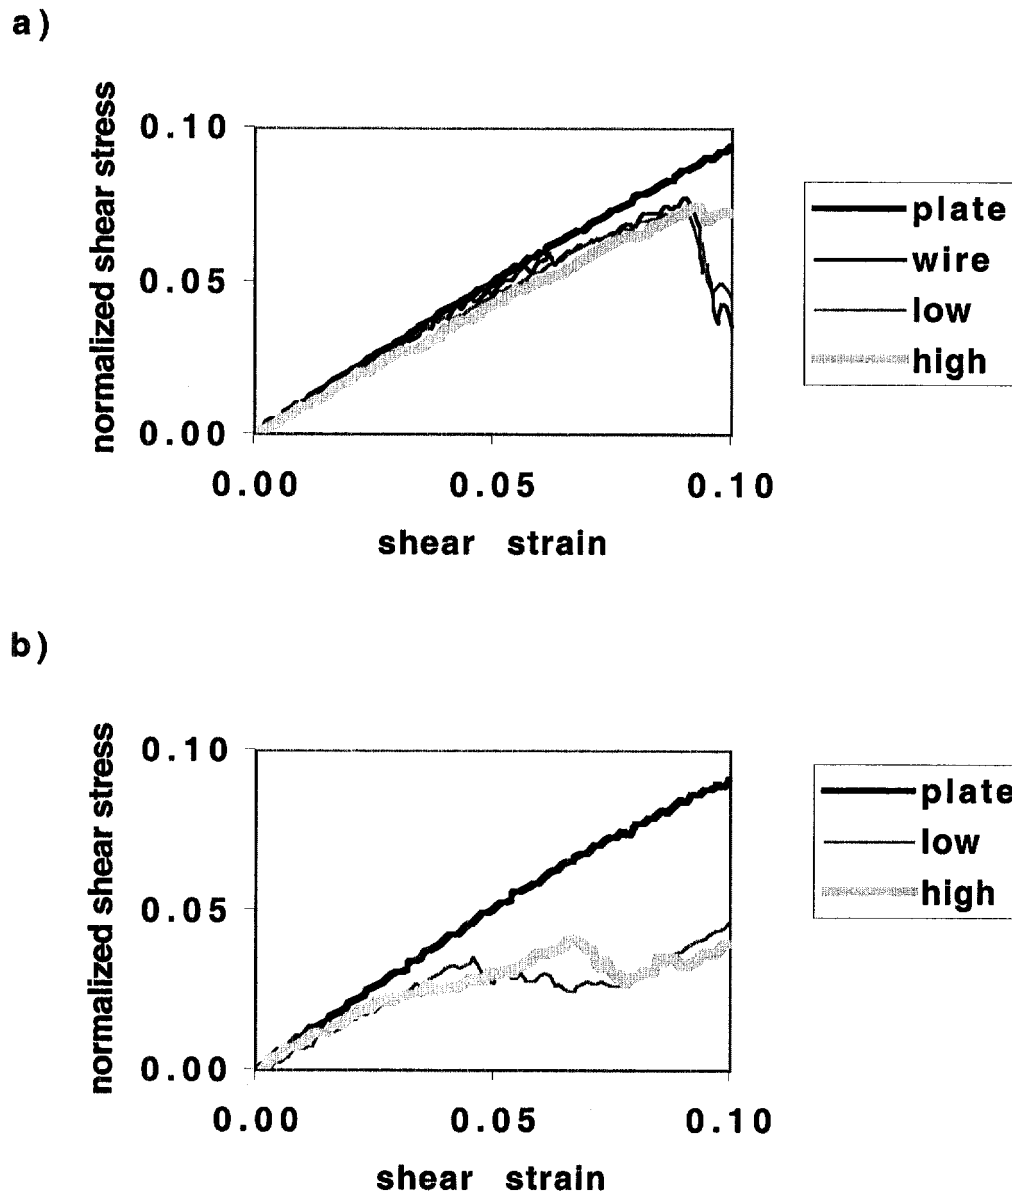 a)
normalized shear stress
0.10
0.05
0.00
0.00 0.05 0.10
shear strain
plate
wire
low
high
b)
normalized shear stress
0.10
0.05
0.00
0.00 0.05 0.10
shear strain
plate
low
high